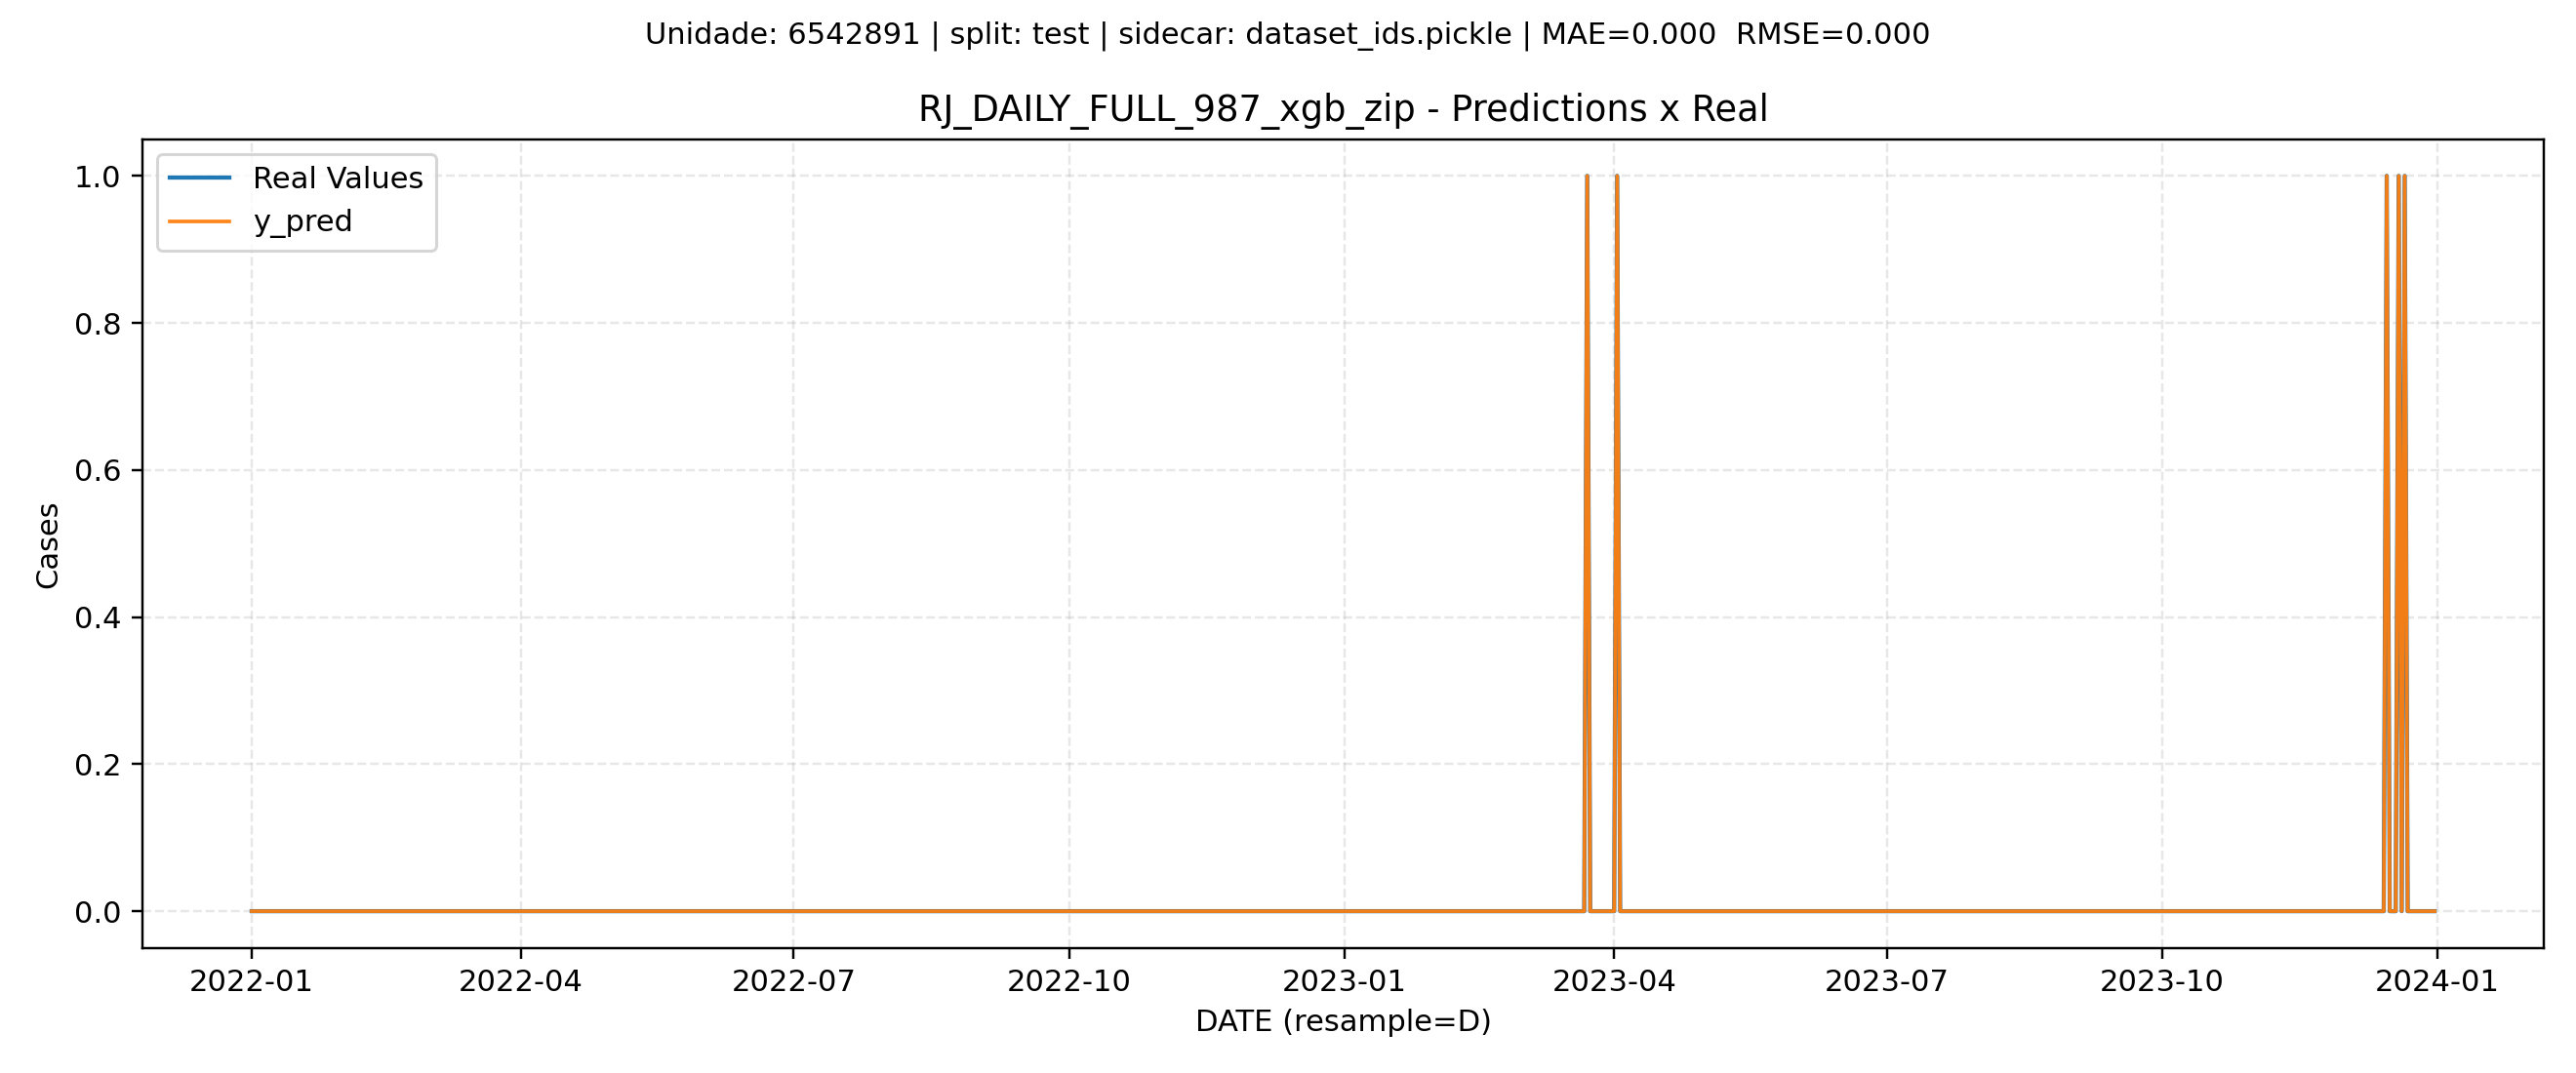 Unidade: 6542891 | split: test | sidecar: dataset_ids.pickle | MAE=0.000  RMSE=0.000
RJ_DAILY_FULL_987_xgb_zip - Predictions x Real
Real Values
y_pred
1.0
0.8
0.6
0.4
0.2
0.0
Cases
2022-01 2022-04 2022-07 2022-10 2023-01 2023-04 2023-07 2023-10 2024-01
DATE (resample=D)